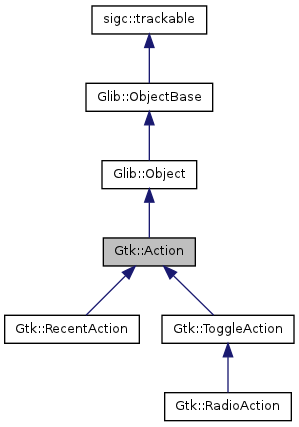 sigc::trackable
Glib::ObjectBase
Glib::Object
Gtk::Action
Gtk::RecentAction
Gtk::ToggleAction
Gtk::RadioAction